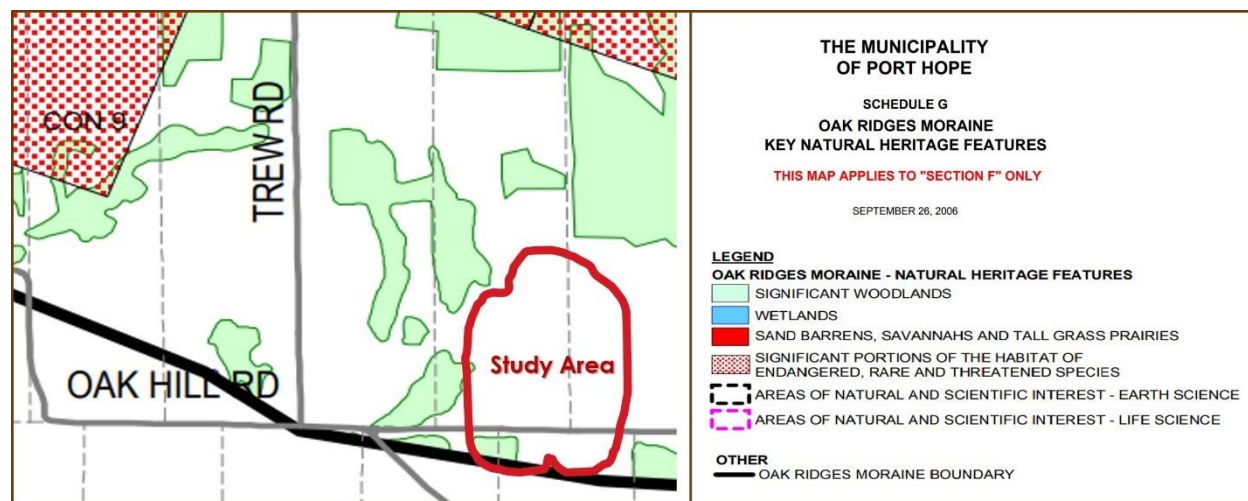 CON 9
TREW RD
OAK HILL RD
Study Area
THE MUNICIPALITY
OF PORT HOPE
SCHEDULE G
OAK RIDGES MORAINE
KEY NATURAL HERITAGE FEATURES
THIS MAP APPLIES TO "SECTION F" ONLY
SEPTEMBER 26, 2006
LEGEND
OAK RIDGES MORAINE - NATURAL HERITAGE FEATURES
SIGNIFICANT WOODLANDS
WETLANDS
SAND BARRENS, SAVANNAHS AND TALL GRASS PRAIRIES
SIGNIFICANT PORTIONS OF THE HABITAT OF
ENDANGERED, RARE AND THREATENED SPECIES
AREAS OF NATURAL AND SCIENTIFIC INTEREST - EARTH SCIENCE
AREAS OF NATURAL AND SCIENTIFIC INTEREST - LIFE SCIENCE
OTHER
OAK RIDGES MORAINE BOUNDARY